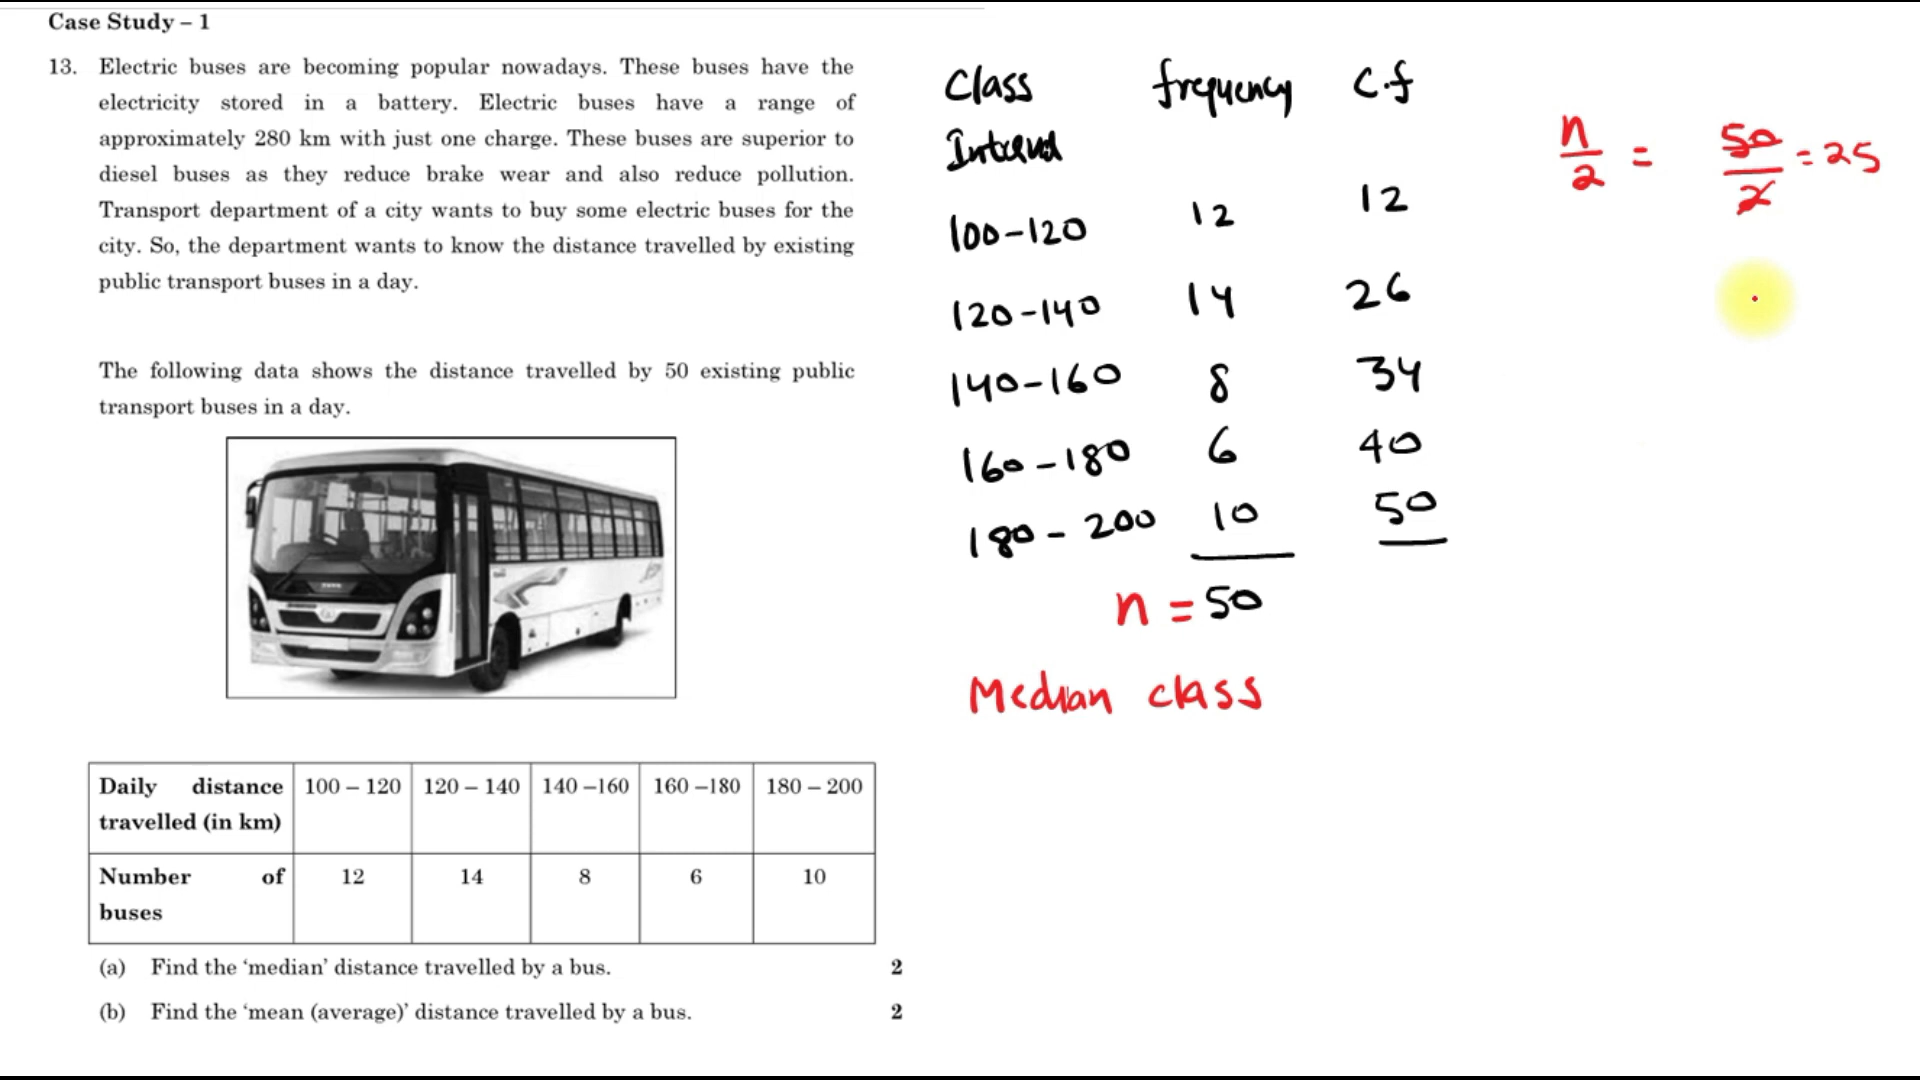 Case Study – 1
13. Electric buses are becoming popular nowadays. These buses have the
electricity stored in a battery. Electric buses have a range of
approximately 280 km with just one charge. These buses are superior to
diesel buses as they reduce brake wear and also reduce pollution.
Transport department of a city wants to buy some electric buses for the
city. So, the department wants to know the distance travelled by existing
public transport buses in a day.
The following data shows the distance travelled by 50 existing public
transport buses in a day.
Daily distance travelled (in km) 100 – 120 120 – 140 140 –160 160 –180 180 – 200
Number of buses 12 14 8 6 10
(a) Find the ‘median’ distance travelled by a bus. 2
(b) Find the ‘mean (average)’ distance travelled by a bus. 2
Class frequency c.f
Interval
100-120 12 12
120-140 14 26
140-160 8 34
160-180 6 40
180-200 10 50
n = 50
Median class
n/2 = 50/2 = 25